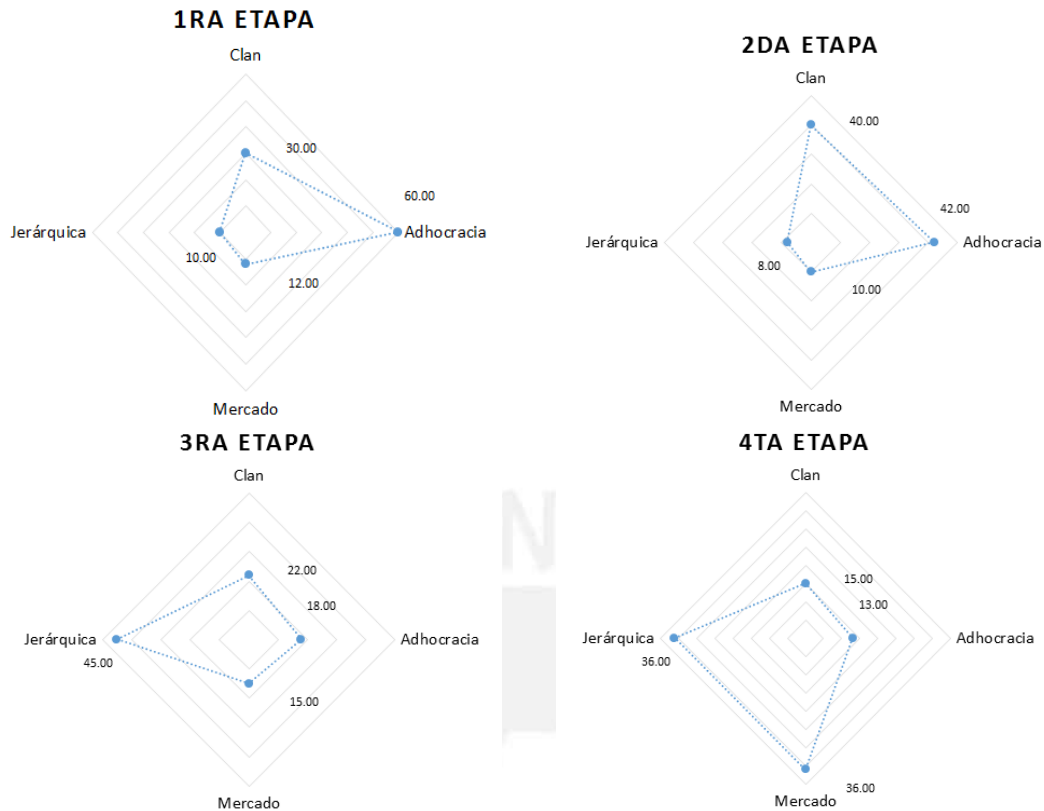 1RA ETAPA
Clan
30.00
60.00
Jerárquica
Adhocracia
10.00
12.00
Mercado
2DA ETAPA
Clan
40.00
42.00
Jerárquica
Adhocracia
8.00
10.00
Mercado
3RA ETAPA
Clan
22.00
18.00
Jerárquica
Adhocracia
45.00
15.00
Mercado
4TA ETAPA
Clan
15.00
13.00
Jerárquica
Adhocracia
36.00
36.00
Mercado
N